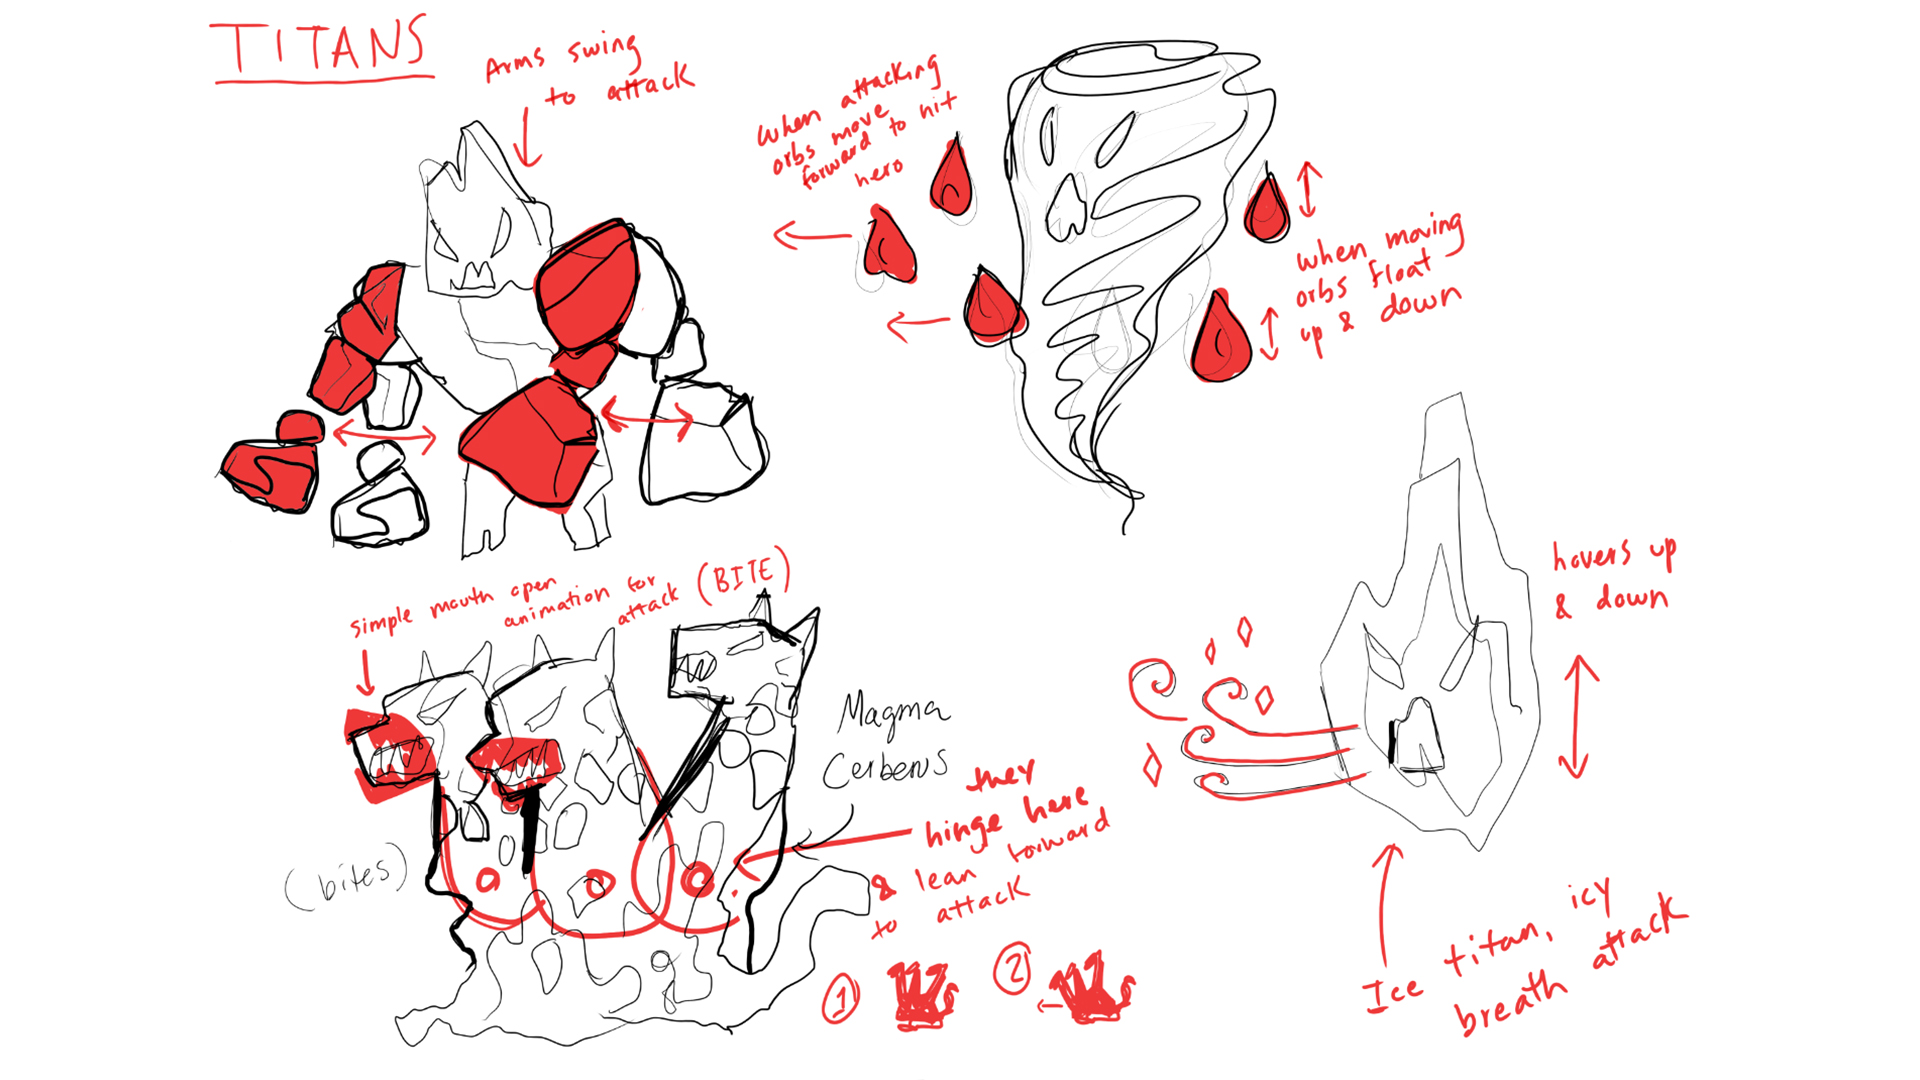 TITANS
Arms swing
to attack
When attacking
orbs move
forward to hit
hero
When moving
orbs float
up & down
simple mouth open
animation for
attack (BITE)
Magma
Cerberus
they
hinge here
& lean forward
to attack
(bites)
1
2
hovers up
& down
Ice titan, icy
breath attack